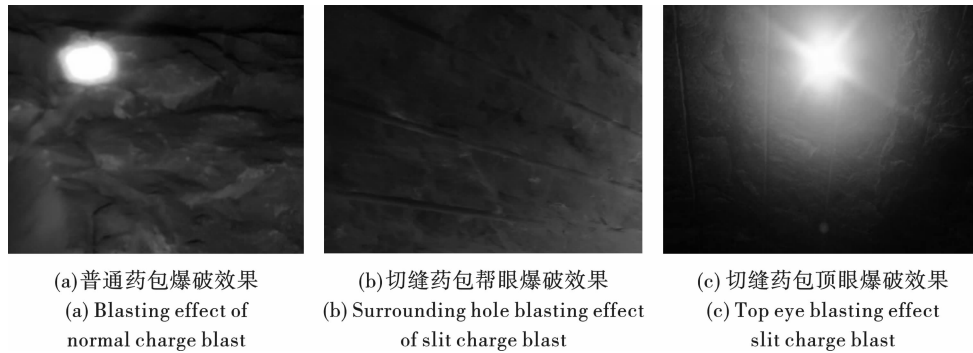 (a)普通药包爆破效果
(a) Blasting effect of
normal charge blast
(b)切缝药包帮眼爆破效果
(b) Surrounding hole blasting effect
of slit charge blast
(c)切缝药包顶眼爆破效果
(c) Top eye blasting effect
slit charge blast